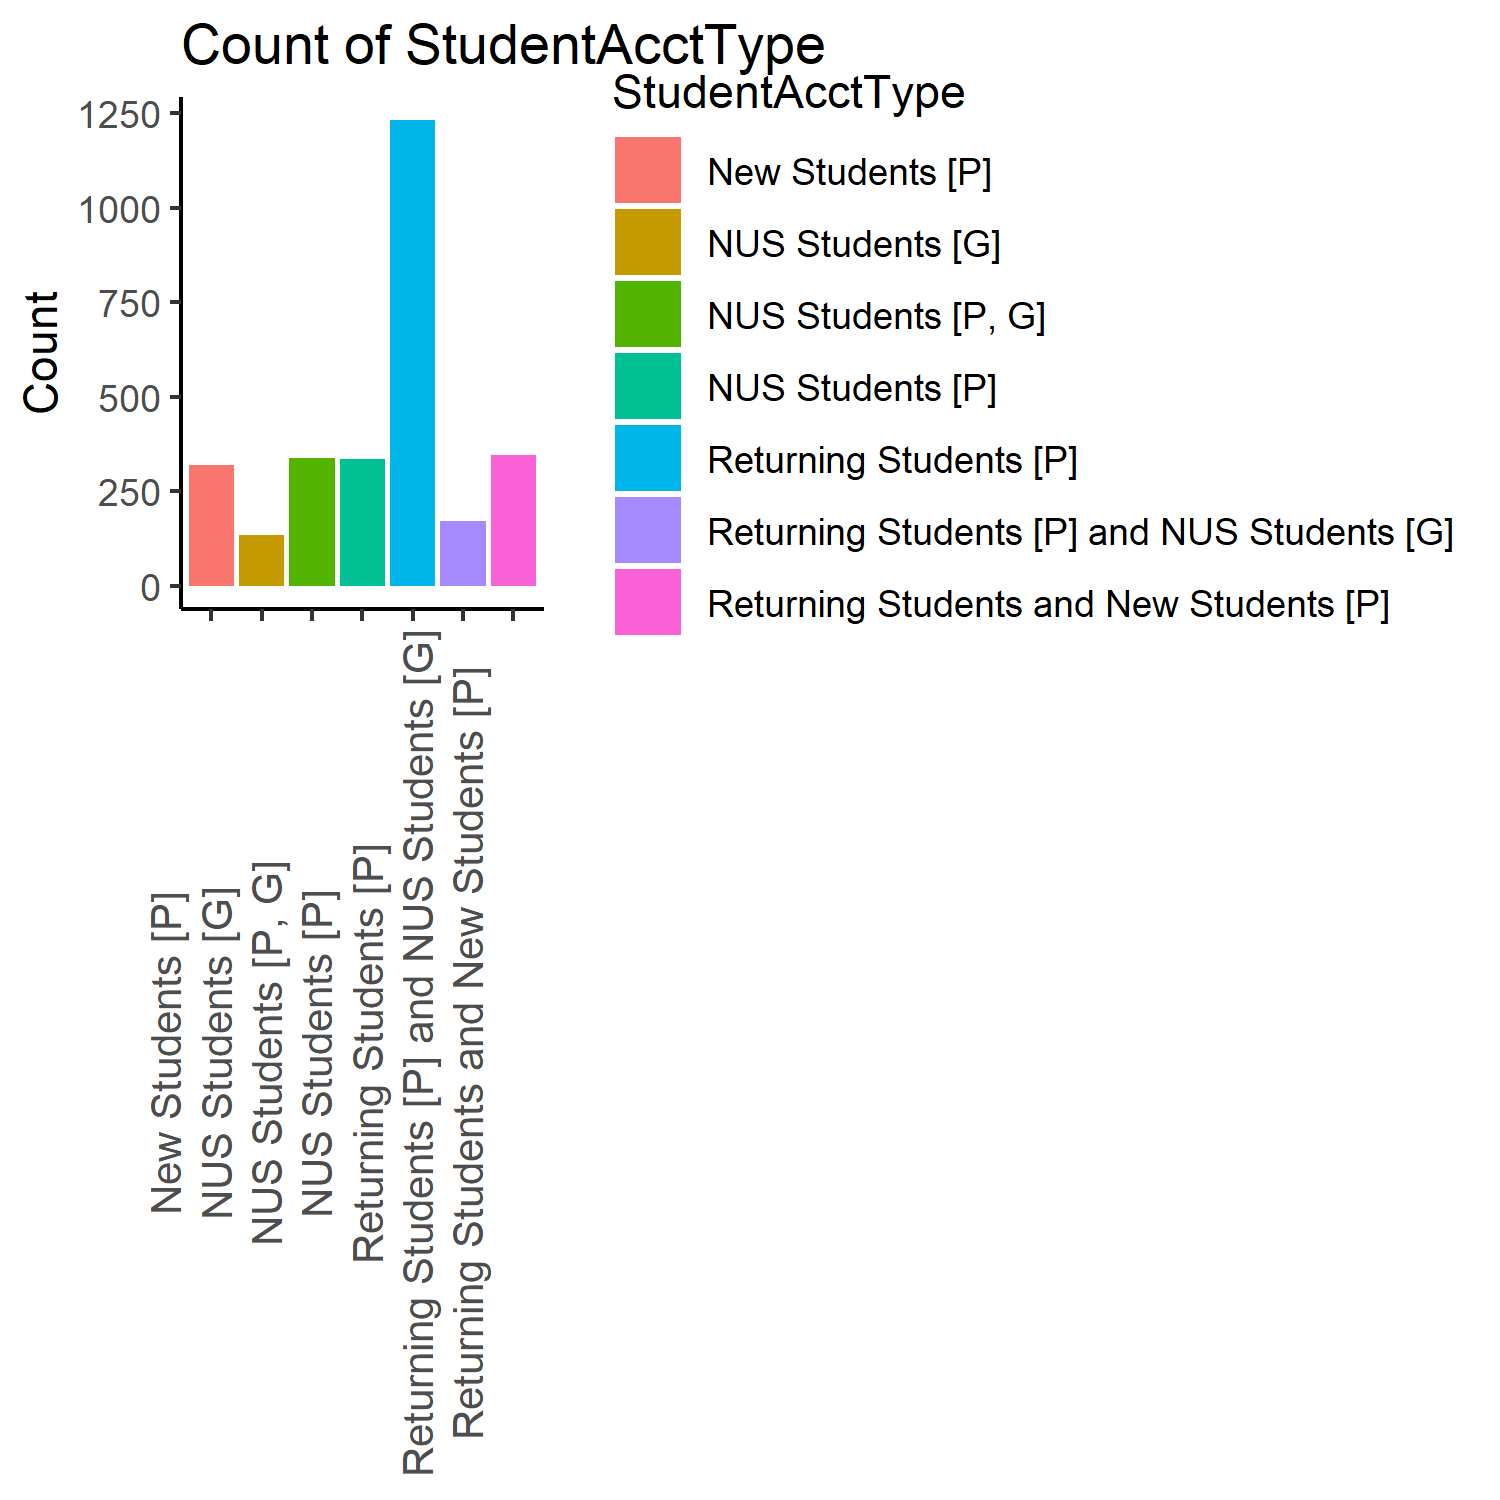 Count of StudentAcctType
StudentAcctType
New Students [P]
NUS Students [G]
NUS Students [P, G]
NUS Students [P]
Returning Students [P]
Returning Students [P] and NUS Students [G]
Returning Students and New Students [P]
Count
1250
1000
750
500
250
0
New Students [P]
NUS Students [G]
NUS Students [P, G]
NUS Students [P]
Returning Students [P]
Returning Students [P] and NUS Students [G]
Returning Students and New Students [P]